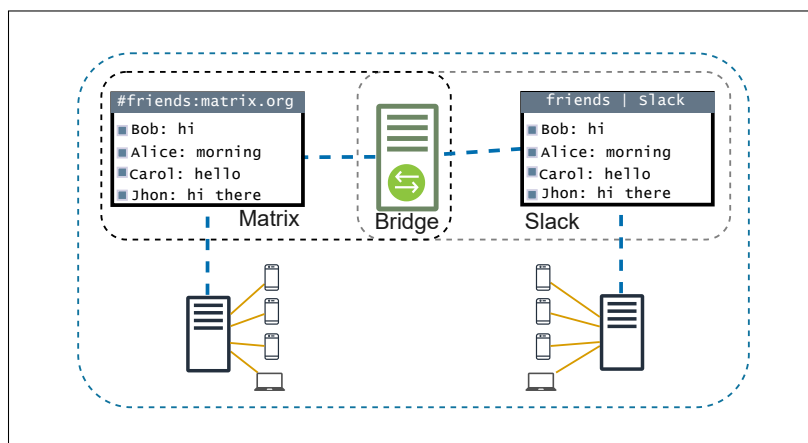 #friends:matrix.org
Bob: hi
Alice: morning
Carol: hello
Jhon: hi there
Matrix
Bridge
friends | Slack
Bob: hi
Alice: morning
Carol: hello
Jhon: hi there
Slack